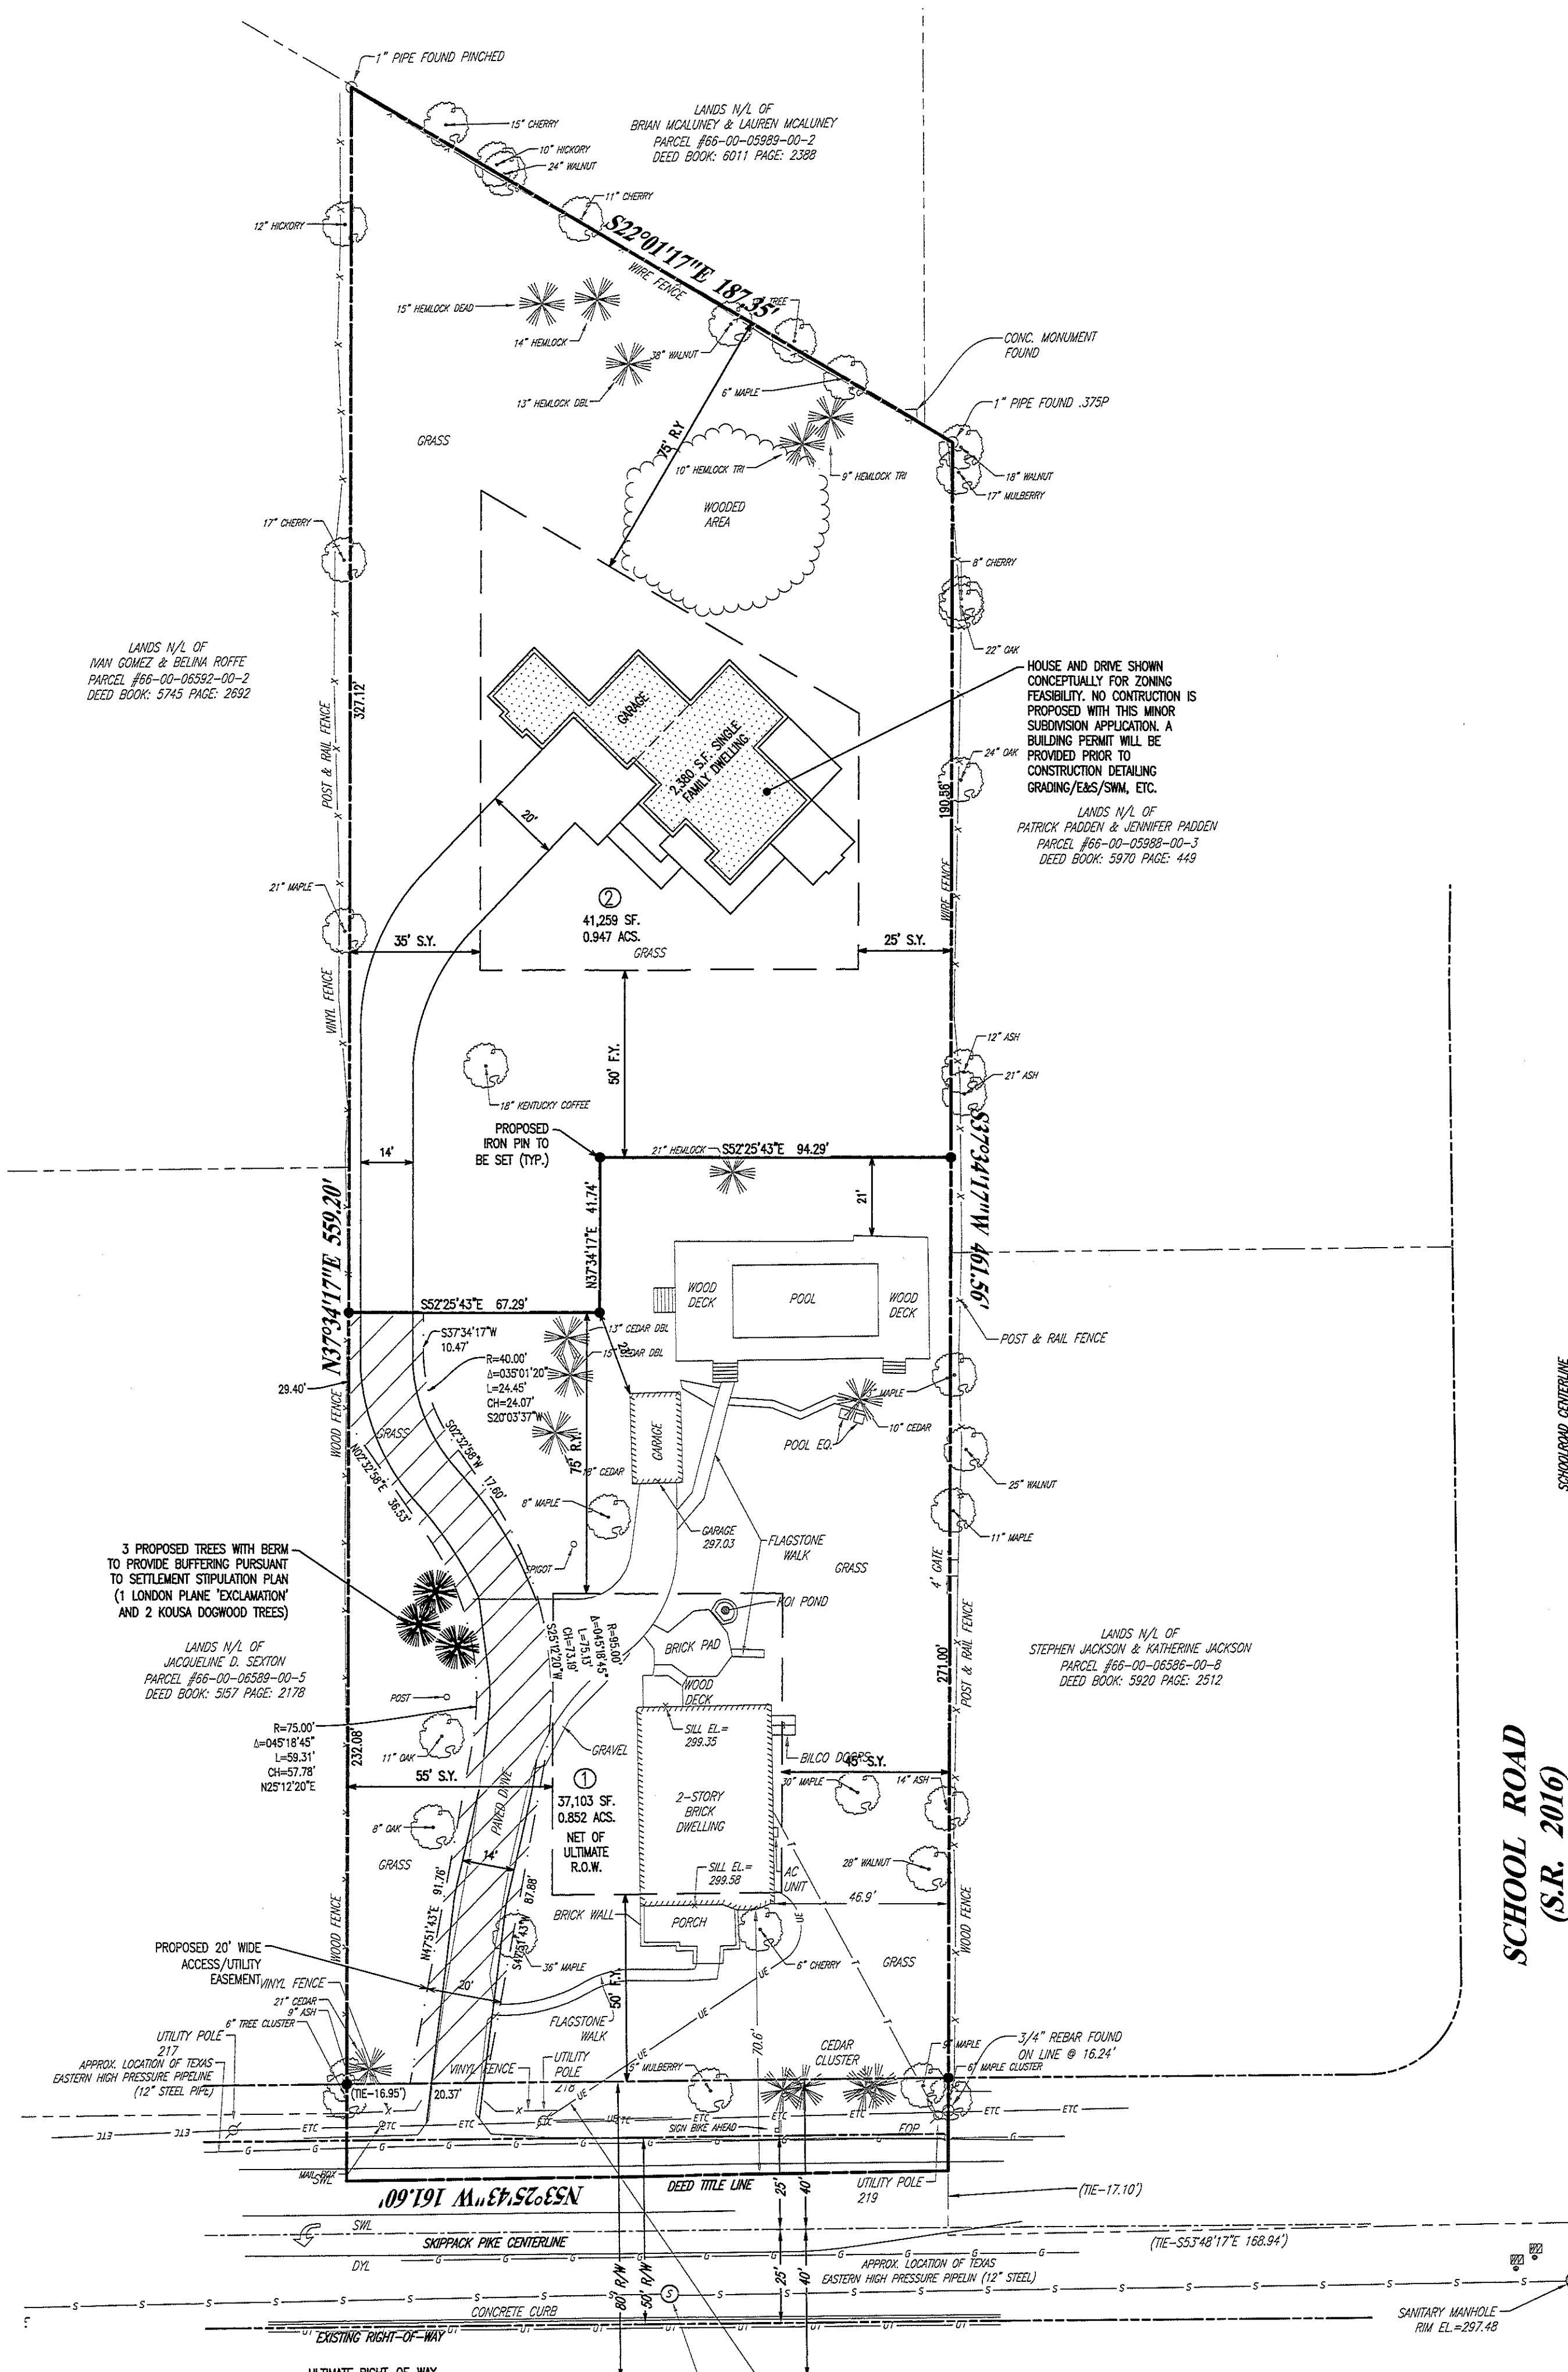 1" PIPE FOUND PINCHED
LANDS N/L OF
BRIAN MCALUNEY & LAUREN MCALUNEY
PARCEL #66-00-05989-00-2
DEED BOOK: 6011 PAGE: 2388
15" CHERRY
10" HICKORY
24" WALNUT
11" CHERRY
12" HICKORY
S22°01'17"E 187.35'
WIRE FENCE
TREE
15" HEMLOCK DEAD
14" HEMLOCK
38" WALNUT
13" HEMLOCK DBL
6" MAPLE
CONC. MONUMENT
FOUND
1" PIPE FOUND .375P
GRASS
75' R.Y
10" HEMLOCK TRI
9" HEMLOCK TRI
18" WALNUT
17" MULBERRY
WOODED
AREA
17" CHERRY
8" CHERRY
22" OAK
LANDS N/L OF
IVAN GOMEZ & BELINA ROFFE
PARCEL #66-00-06592-00-2
DEED BOOK: 5745 PAGE: 2692
327.12'
POST & RAIL FENCE
GARAGE
2,380 S.F. SINGLE
FAMILY DWELLING
HOUSE AND DRIVE SHOWN
CONCEPTUALLY FOR ZONING
FEASIBILITY. NO CONTRUCTION IS
PROPOSED WITH THIS MINOR
SUBDIVISION APPLICATION. A
BUILDING PERMIT WILL BE
PROVIDED PRIOR TO
CONSTRUCTION DETAILING
GRADING/E&S/SWM, ETC.
24" OAK
190.56'
LANDS N/L OF
PATRICK PADDEN & JENNIFER PADDEN
PARCEL #66-00-05988-00-3
DEED BOOK: 5970 PAGE: 449
20'
21" MAPLE
WIRE FENCE
2
41,259 SF.
0.947 ACS.
GRASS
35' S.Y.
25' S.Y.
VINYL FENCE
50' F.Y.
12" ASH
21" ASH
18" KENTUCKY COFFEE
PROPOSED
IRON PIN TO
BE SET (TYP.)
21" HEMLOCK
S52°25'43"E 94.29'
14'
21'
S37°34'17"W 461.56'
N37°34'17"E 559.20'
N37°34'17"E 41.74'
WOOD
DECK
POOL
WOOD
DECK
S52°25'43"E 67.29'
S37°34'17"W
10.47'
13" CEDAR DBL
15" CEDAR DBL
POST & RAIL FENCE
R=40.00'
Δ=035°01'20"
L=24.45'
CH=24.07'
S20°03'37"W
29.40'
WOOD FENCE
GRASS
N02°32'58"E 36.53'
S02°32'58"W 17.60'
75' R.Y.
18" CEDAR
GARAGE
MAPLE
10" CEDAR
POOL EQ.
25" WALNUT
8" MAPLE
GARAGE
297.03
FLAGSTONE
WALK
11" MAPLE
GRASS
4' GATE
SPIGOT
3 PROPOSED TREES WITH BERM
TO PROVIDE BUFFERING PURSUANT
TO SETTLEMENT STIPULATION PLAN
(1 LONDON PLANE 'EXCLAMATION'
AND 2 KOUSA DOGWOOD TREES)
KOI POND
R=95.00'
Δ=045°18'45"
L=75.13'
CH=73.19'
S25°12'20"W
BRICK PAD
POST & RAIL FENCE
LANDS N/L OF
JACQUELINE D. SEXTON
PARCEL #66-00-06589-00-5
DEED BOOK: 5157 PAGE: 2178
LANDS N/L OF
STEPHEN JACKSON & KATHERINE JACKSON
PARCEL #66-00-06586-00-8
DEED BOOK: 5920 PAGE: 2512
271.00'
WOOD
DECK
POST
R=75.00'
Δ=045°18'45"
L=59.31'
CH=57.78'
N25°12'20"E
232.08'
11" OAK
GRAVEL
SILL EL.=
299.35
BILCO DOORS
45' S.Y.
30" MAPLE
14" ASH
55' S.Y.
PAVED DRIVE
1
37,103 SF.
0.852 ACS.
NET OF
ULTIMATE
R.O.W.
2-STORY
BRICK
DWELLING
8" OAK
GRASS
14'
28" WALNUT
SILL EL.=
299.58
AC
UNIT
46.9'
N47°51'43"E 91.76'
S47°51'43"W 87.88'
WOOD FENCE
BRICK WALL
PORCH
WOOD FENCE
PROPOSED 20' WIDE
ACCESS/UTILITY
EASEMENT
36" MAPLE
6" CHERRY
GRASS
UE
VINYL FENCE
20'
50' F.Y.
21" CEDAR
9" ASH
6" TREE CLUSTER
UTILITY POLE
217
FLAGSTONE
WALK
UE
70.6'
CEDAR
CLUSTER
3/4" REBAR FOUND
ON LINE @ 16.24'
APPROX. LOCATION OF TEXAS
EASTERN HIGH PRESSURE PIPELINE
(12" STEEL PIPE)
VINYL FENCE
UTILITY
POLE
218
UE
5" MULBERRY
MAPLE
6" MAPLE CLUSTER
(TIE-16.95')
20.37'
ETC ETC ETC ETC ETC ETC ETC ETC ETC ETC
SIGN BIKE AHEAD
FOP
G G G G G G G G G
MAIL BOX
SWL
N53°25'43"W 161.60'
DEED TITLE LINE
25'
40'
UTILITY POLE
219
(TIE-17.10')
SWL
SKIPPACK PIKE CENTERLINE
(TIE-S53°48'17"E 168.94')
DYL
G G G G G G G G
APPROX. LOCATION OF TEXAS
EASTERN HIGH PRESSURE PIPELIN (12" STEEL)
80' R/W
50' R/W
25'
40'
S S S S S S S S S S S S S S
CONCRETE CURB
SANITARY MANHOLE
RIM EL.=297.48
EXISTING RIGHT-OF-WAY
ULTIMATE RIGHT-OF-WAY
SCHOOLROAD CENTERLINE
SCHOOL ROAD
(S.R. 2016)